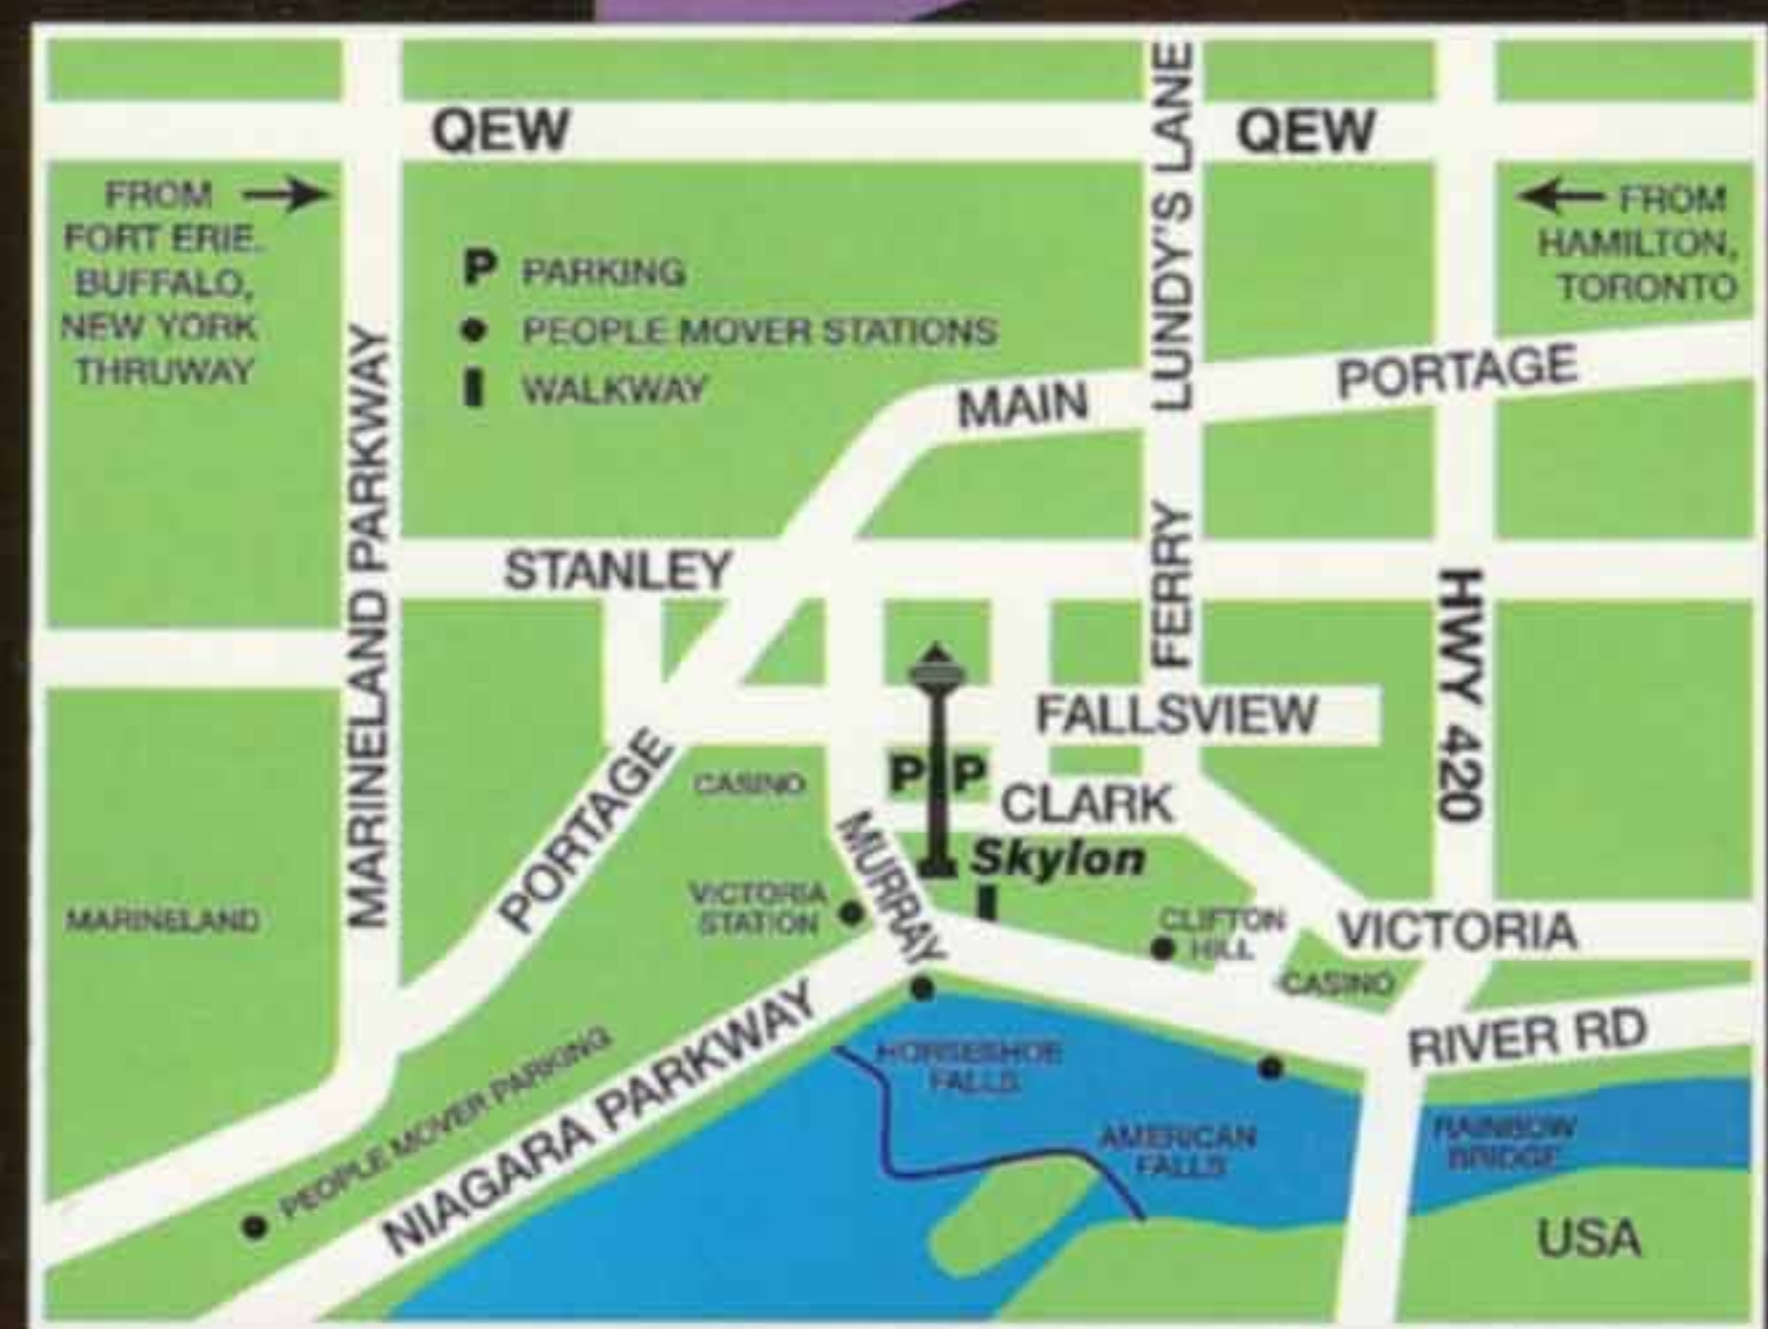 QEW
QEW
LUNDY'S LANE
FROM
FORT ERIE.
BUFFALO,
NEW YORK
THRUWAY
FROM
HAMILTON,
TORONTO
P PARKING
PEOPLE MOVER STATIONS
WALKWAY
MARINELAND PARKWAY
MAIN
PORTAGE
STANLEY
FERRY
HWY 420
FALLSVIEW
PORTAGE
CASINO
P P
CLARK
MURRAY
Skylon
MARINELAND
VICTORIA
STATION
CLIFTON
HILL
VICTORIA
CASINO
RIVER RD
PEOPLE MOVER PARKING
NIAGARA PARKWAY
HORSESHOE
FALLS
AMERICAN
FALLS
RAINBOW
BRIDGE
USA